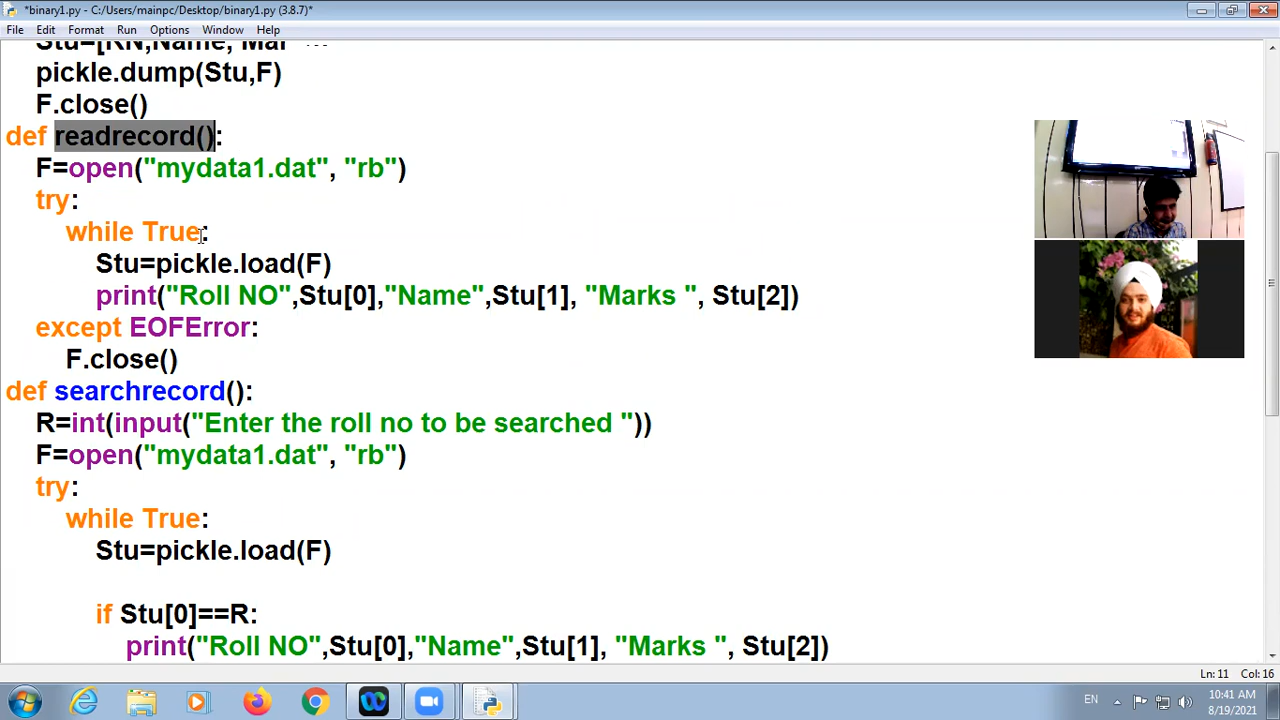 *binary1.py - C:/Users/mainpc/Desktop/binary1.py (3.8.7)*
File Edit Format Run Options Window Help
Stu=[RN,Name, Mar
pickle.dump(Stu,F)
F.close()
def readrecord():
F=open("mydata1.dat", "rb")
try:
while True:
Stu=pickle.load(F)
print("Roll NO",Stu[0],"Name",Stu[1], "Marks ", Stu[2])
except EOFError:
F.close()
def searchrecord():
R=int(input("Enter the roll no to be searched "))
F=open("mydata1.dat", "rb")
try:
while True:
Stu=pickle.load(F)
if Stu[0]==R:
print("Roll NO",Stu[0],"Name",Stu[1], "Marks ", Stu[2])
Ln: 11 Col: 16
EN
10:41 AM
8/19/2021